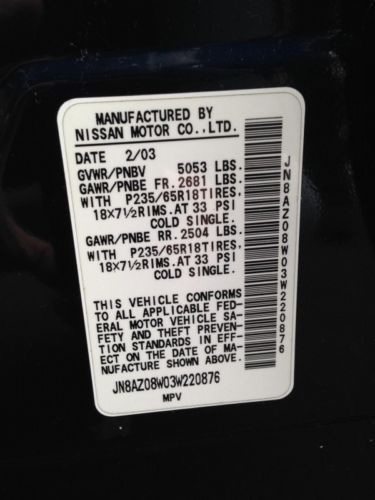 MANUFACTURED BY
NISSAN MOTOR CO.,LTD.
DATE 2/03
GVWR/PNBV 5053 LBS.
GAWR/PNBE FR. 2681 LBS.
WITH P235/65R18TIRES,
18X7½RIMS.AT 33 PSI
COLD SINGLE.
GAWR/PNBE RR. 2504 LBS.
WITH P235/65R18TIRES,
18X7½RIMS.AT 33 PSI
COLD SINGLE.
THIS VEHICLE CONFORMS
TO ALL APPLICABLE FED-
ERAL MOTOR VEHICLE SA-
FETY AND THEFT PREVENTION
STANDARDS IN EFF-
ECT ON THE DATE OF MA-
NUFACTURE SHOWN ABOVE.
JN8AZ08W03W220876
MPV
JN8AZ08W03W220876